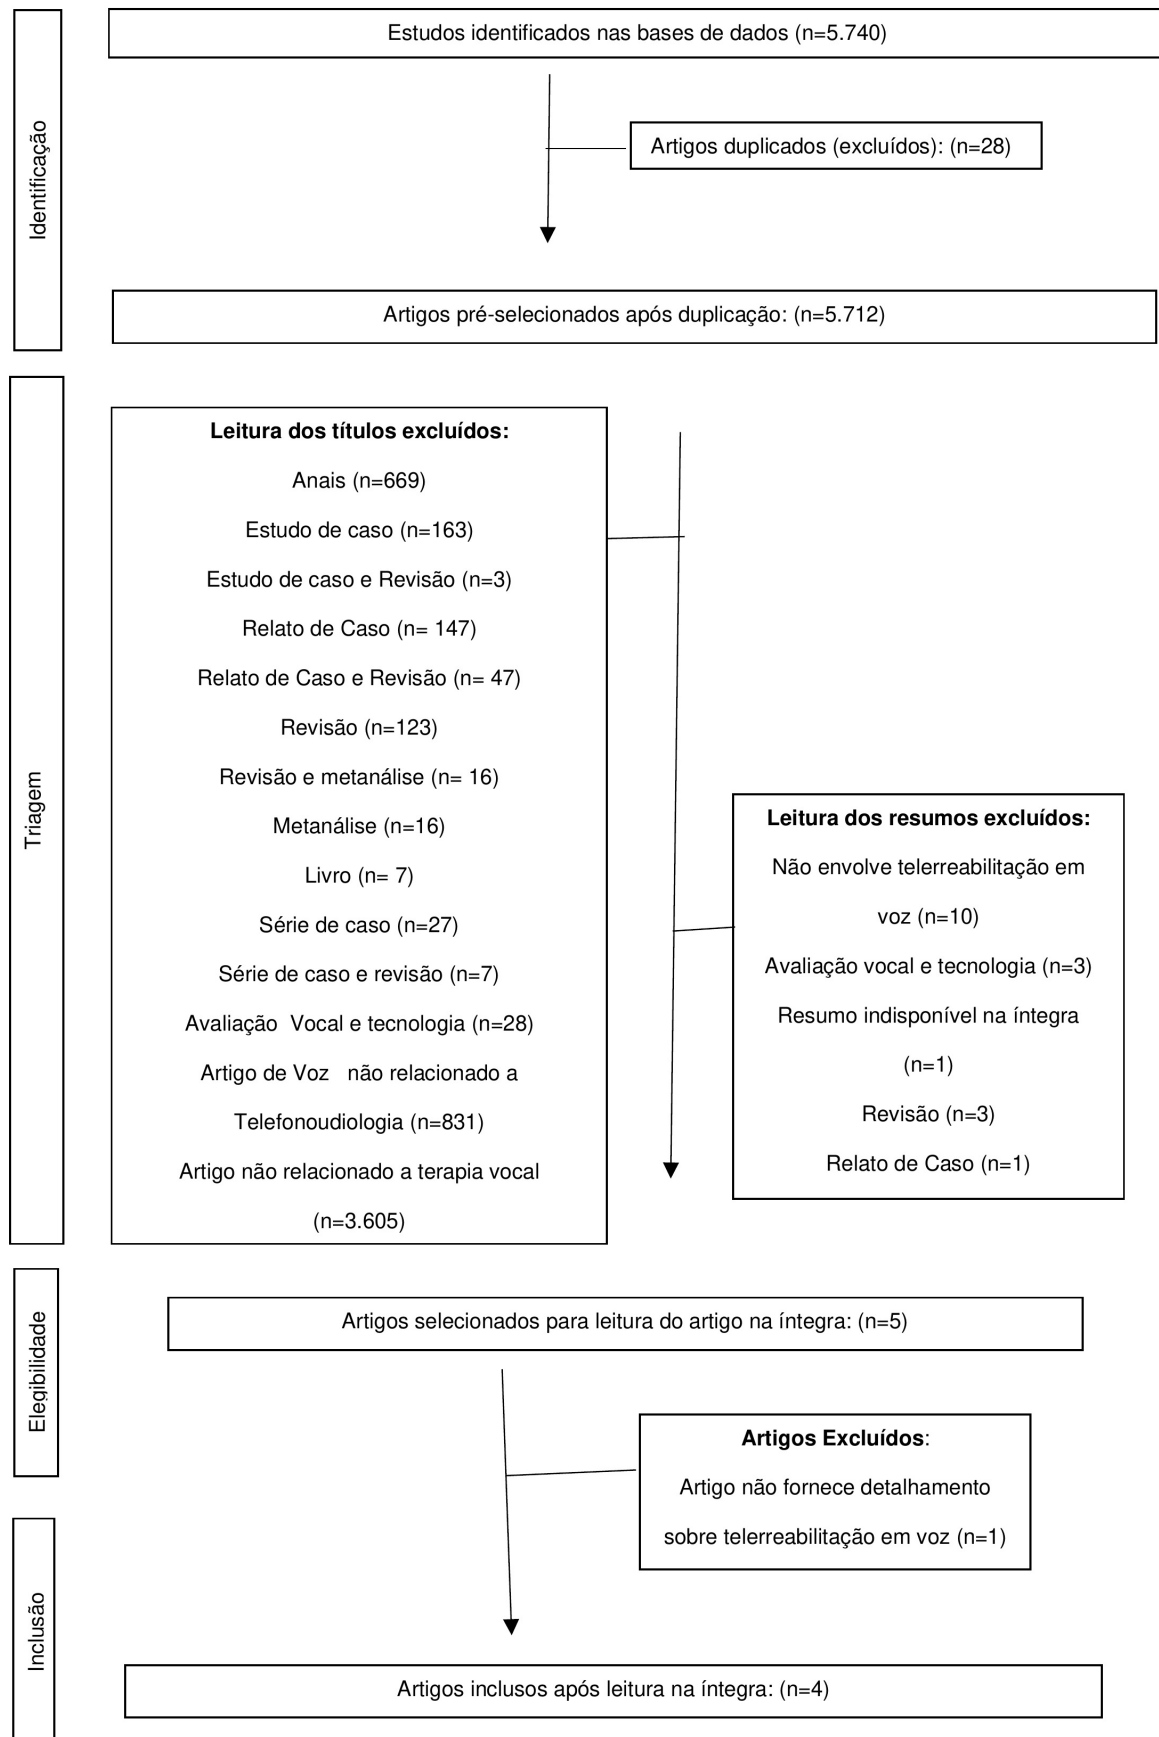 Identificação
Estudos identificados nas bases de dados (n=5.740)
Artigos duplicados (excluídos): (n=28)
Artigos pré-selecionados após duplicação: (n=5.712)
Triagem
Leitura dos títulos excluídos:
Anais (n=669)
Estudo de caso (n=163)
Estudo de caso e Revisão (n=3)
Relato de Caso (n= 147)
Relato de Caso e Revisão (n= 47)
Revisão (n=123)
Revisão e metanálise (n= 16)
Metanálise (n=16)
Livro (n= 7)
Série de caso (n=27)
Série de caso e revisão (n=7)
Avaliação  Vocal e tecnologia (n=28)
Artigo de Voz   não relacionado a
Telefonoudiologia (n=831)
Artigo não relacionado a terapia vocal
(n=3.605)
Leitura dos resumos excluídos:
Não envolve telerreabilitação em
voz (n=10)
Avaliação vocal e tecnologia (n=3)
Resumo indisponível na íntegra
(n=1)
Revisão (n=3)
Relato de Caso (n=1)
Elegibilidade
Artigos selecionados para leitura do artigo na íntegra: (n=5)
Artigos Excluídos:
Artigo não fornece detalhamento
sobre telerreabilitação em voz (n=1)
Inclusão
Artigos inclusos após leitura na íntegra: (n=4)